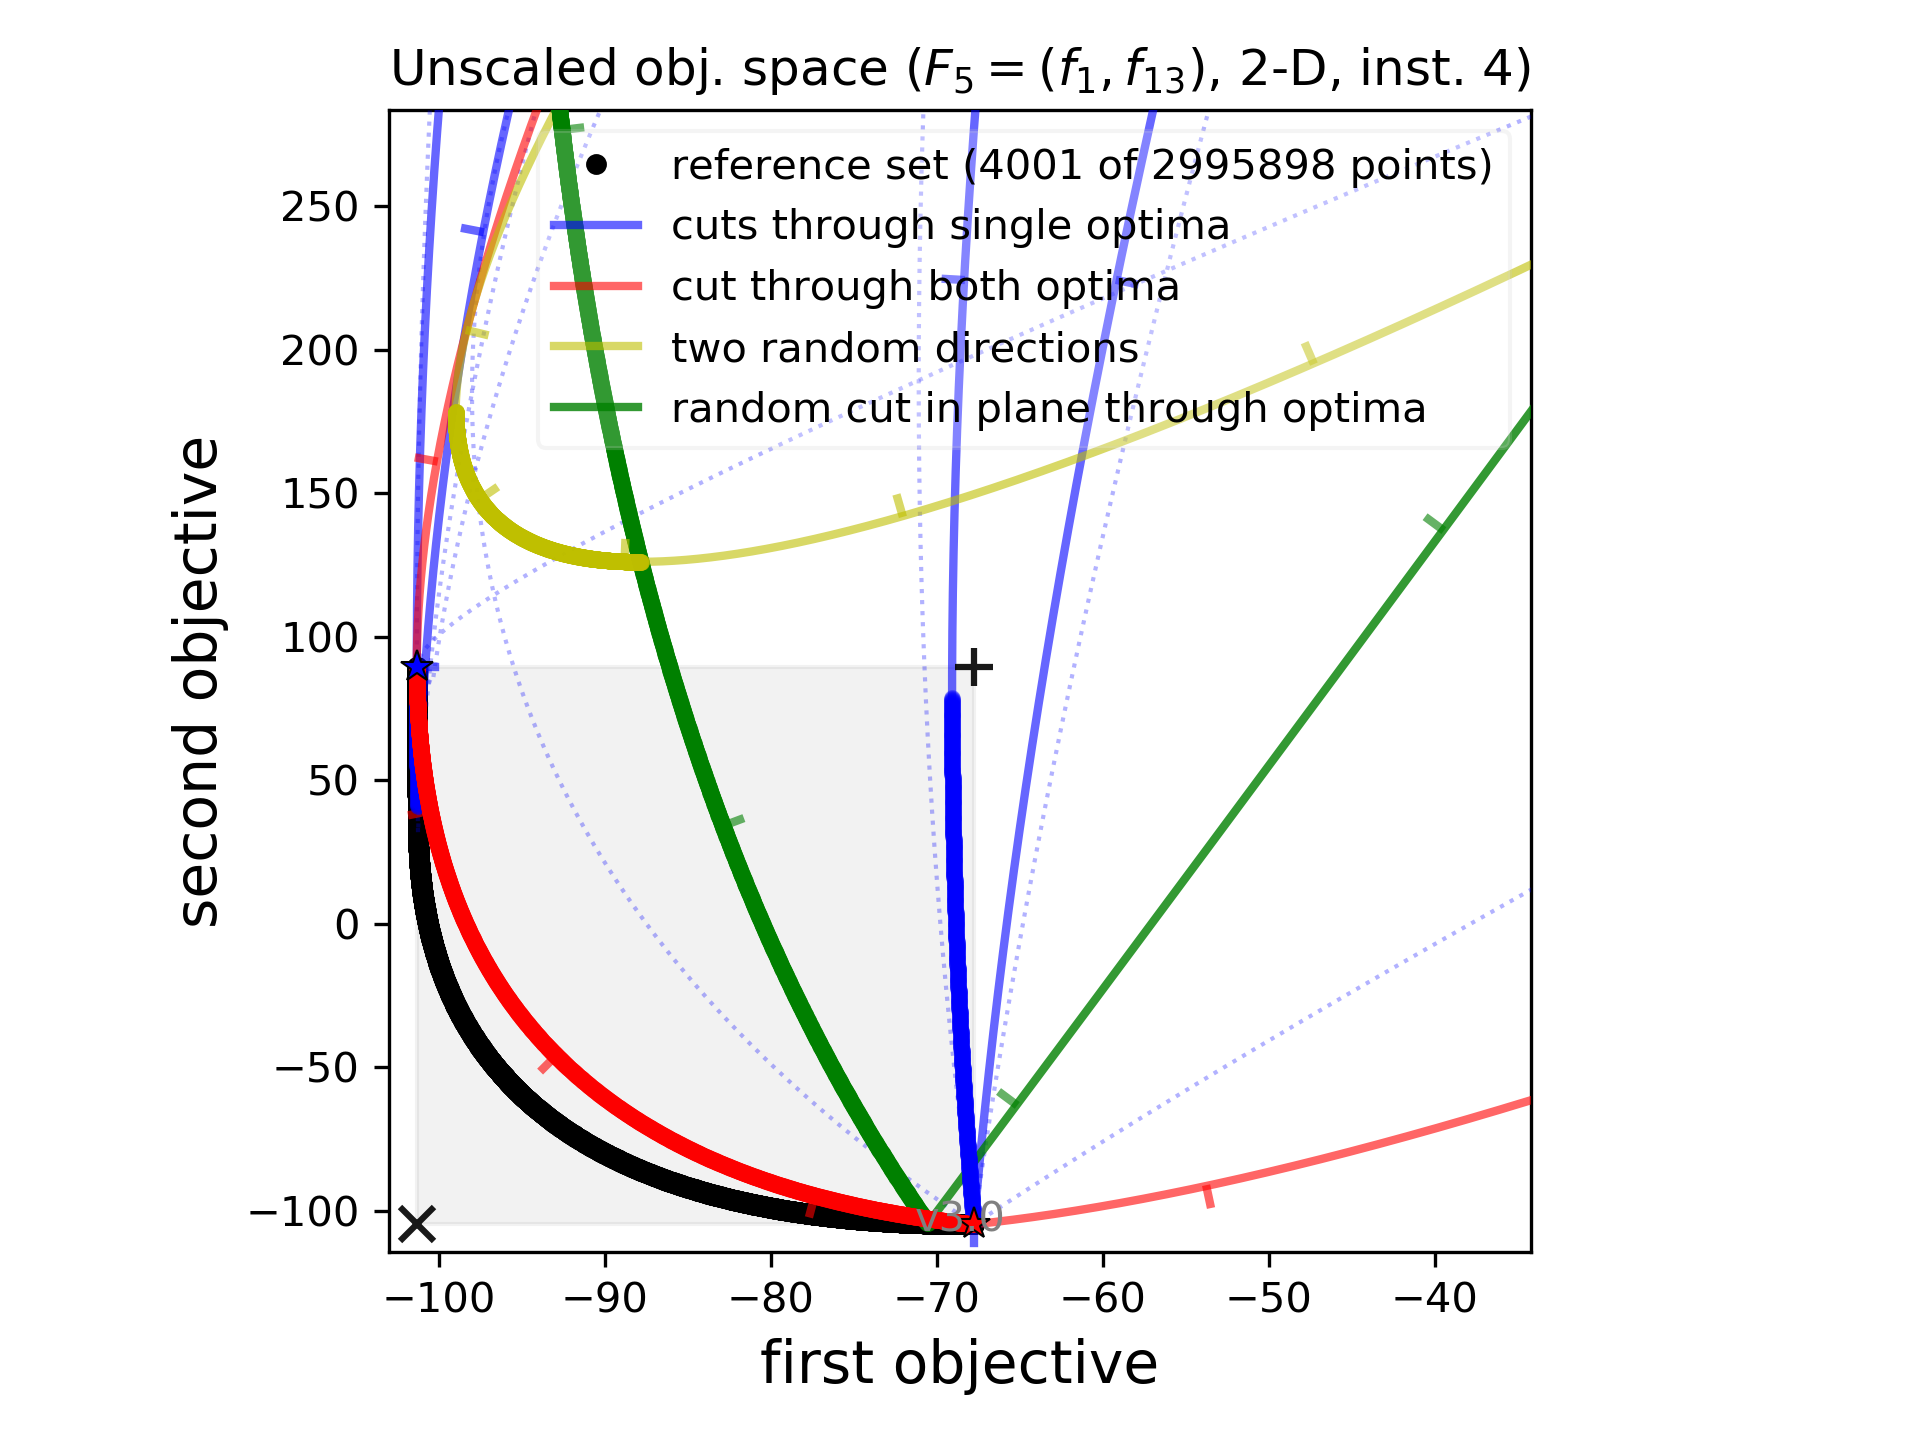 Unscaled obj. space (F₅ = (f₁, f₁₃), 2-D, inst. 4)
reference set (4001 of 2995898 points)
cuts through single optima
cut through both optima
two random directions
random cut in plane through optima
second objective
250
200
150
100
50
0
−50
−100
v3.0
−100 −90 −80 −70 −60 −50 −40
first objective